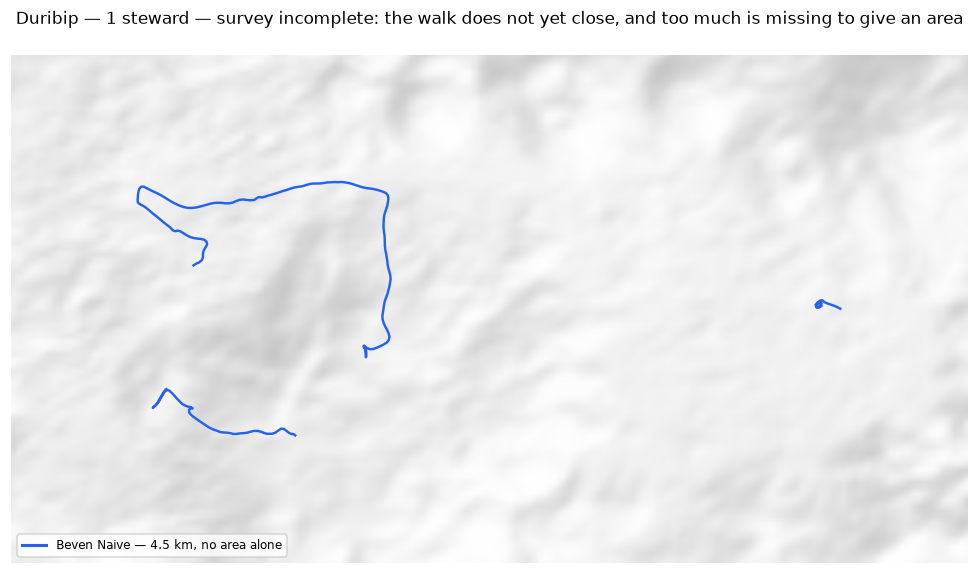 Duribip — 1 steward — survey incomplete: the walk does not yet close, and too much is missing to give an area
Beven Naive — 4.5 km, no area alone